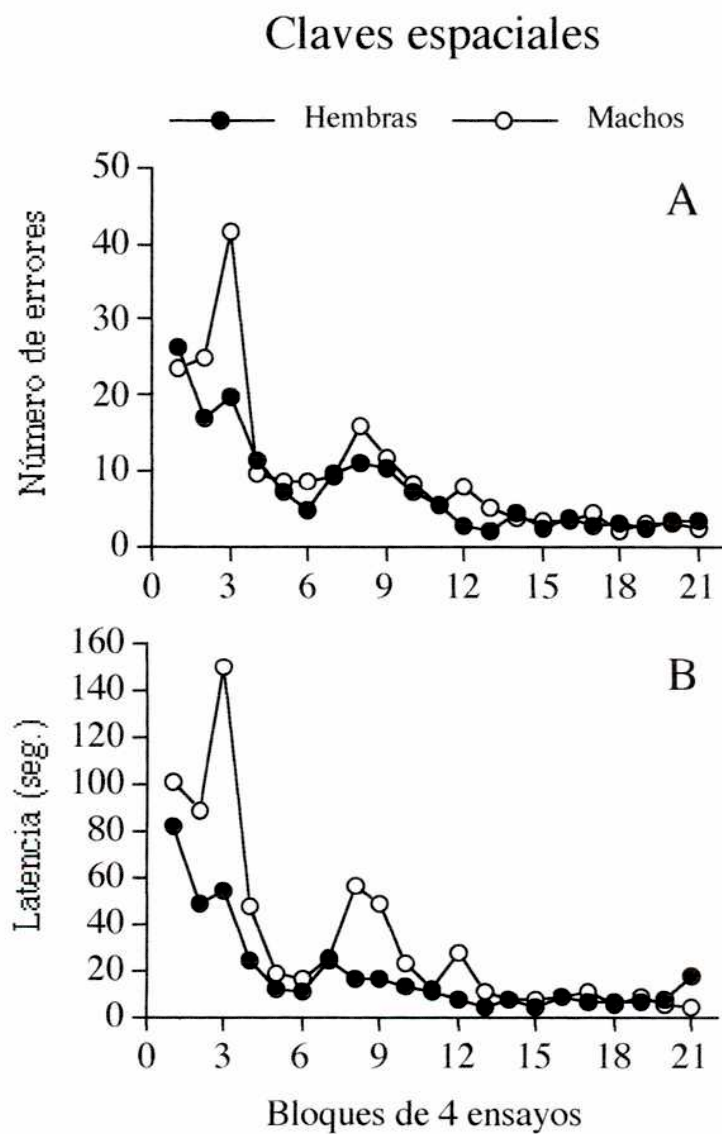 Claves espaciales
Hembras Machos
A
Número de errores
50
40
30
20
10
0
0 3 6 9 12 15 18 21
B
Latencia (seg.)
160
140
120
100
80
60
40
20
0
0 3 6 9 12 15 18 21
Bloques de 4 ensayos